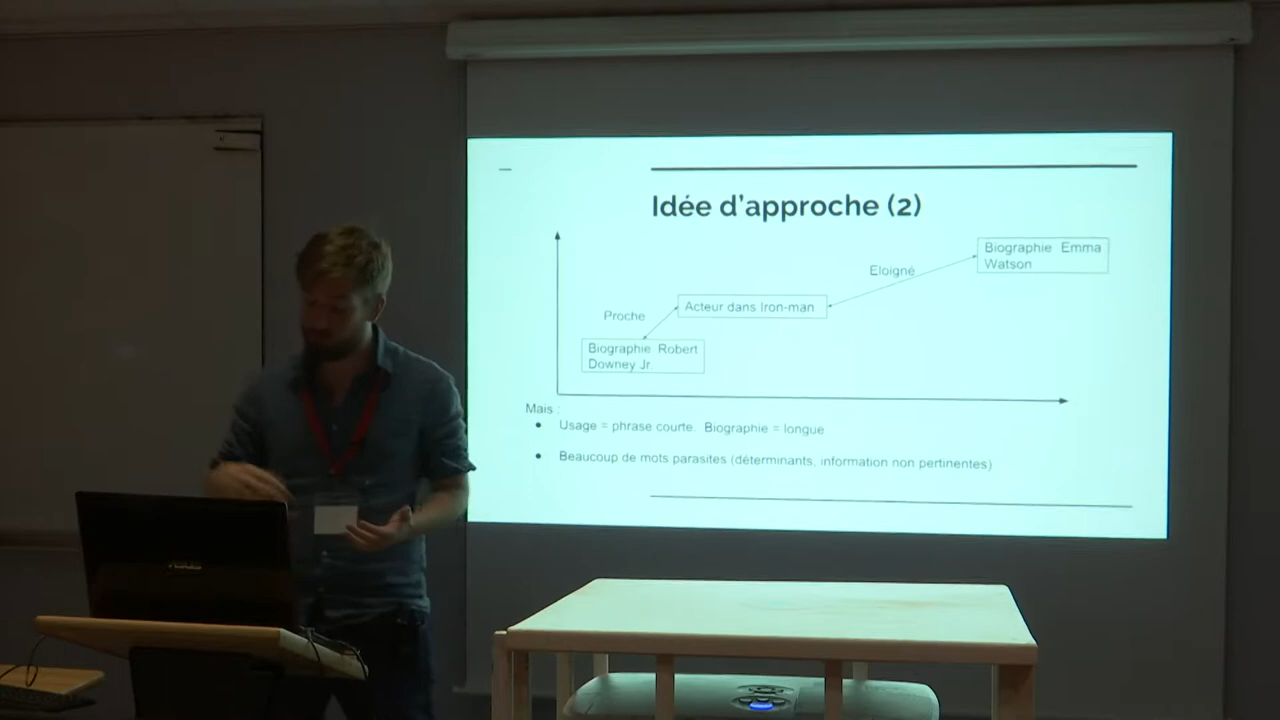 Idée d'approche (2)
Biographie Emma
Watson
Eloigné
Acteur dans Iron-man
Proche
Biographie Robert
Downey Jr.
Mais :
Usage = phrase courte. Biographie = longue
Beaucoup de mots parasites (déterminants, information non pertinentes)
ASUS